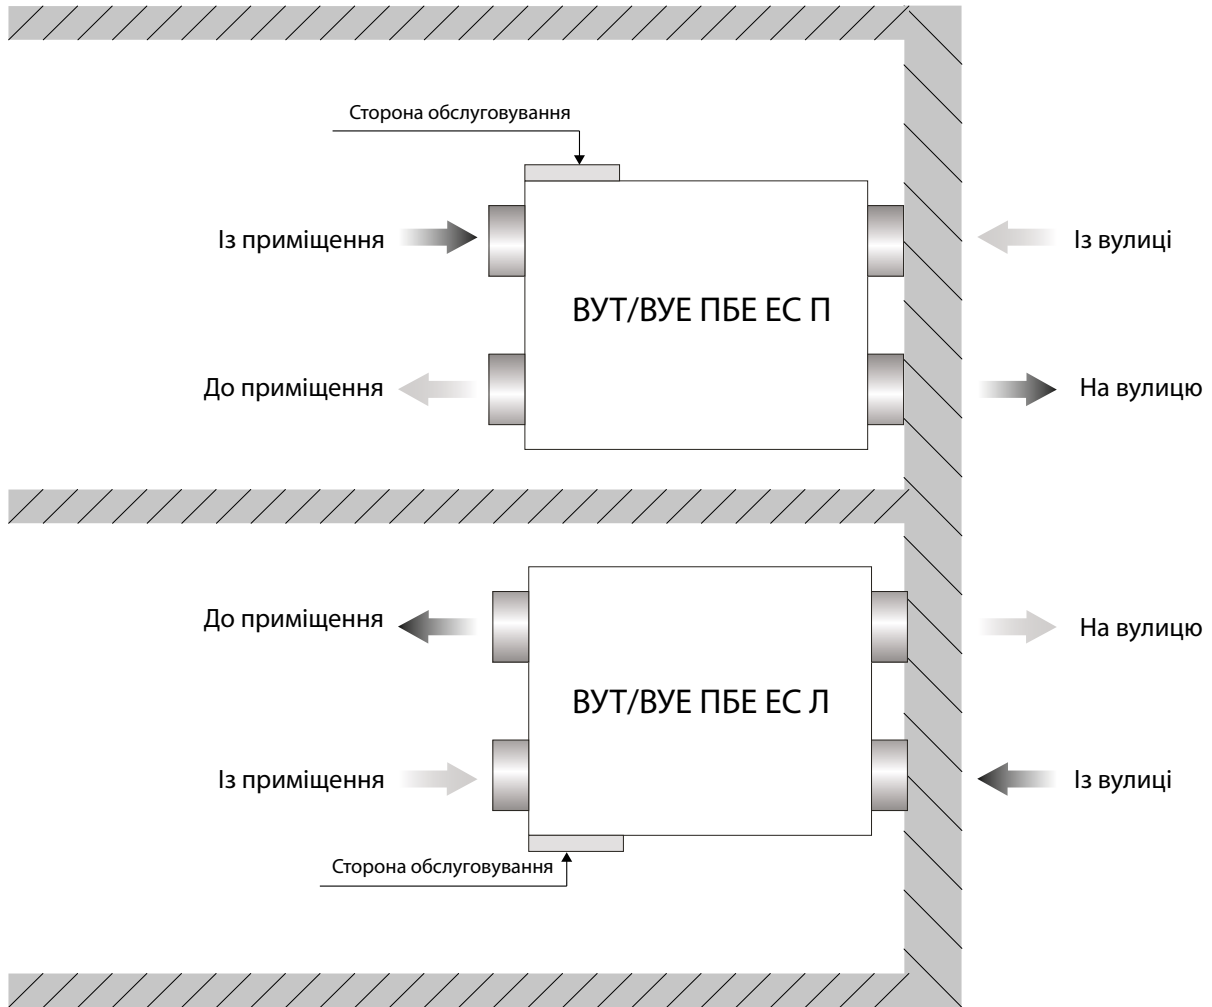 Сторона обслуговування
Із приміщення
Із вулиці
ВУТ/ВУЕ ПБЕ ЕС П
До приміщення
На вулицю
До приміщення
На вулицю
ВУТ/ВУЕ ПБЕ ЕС Л
Із приміщення
Із вулиці
Сторона обслуговування